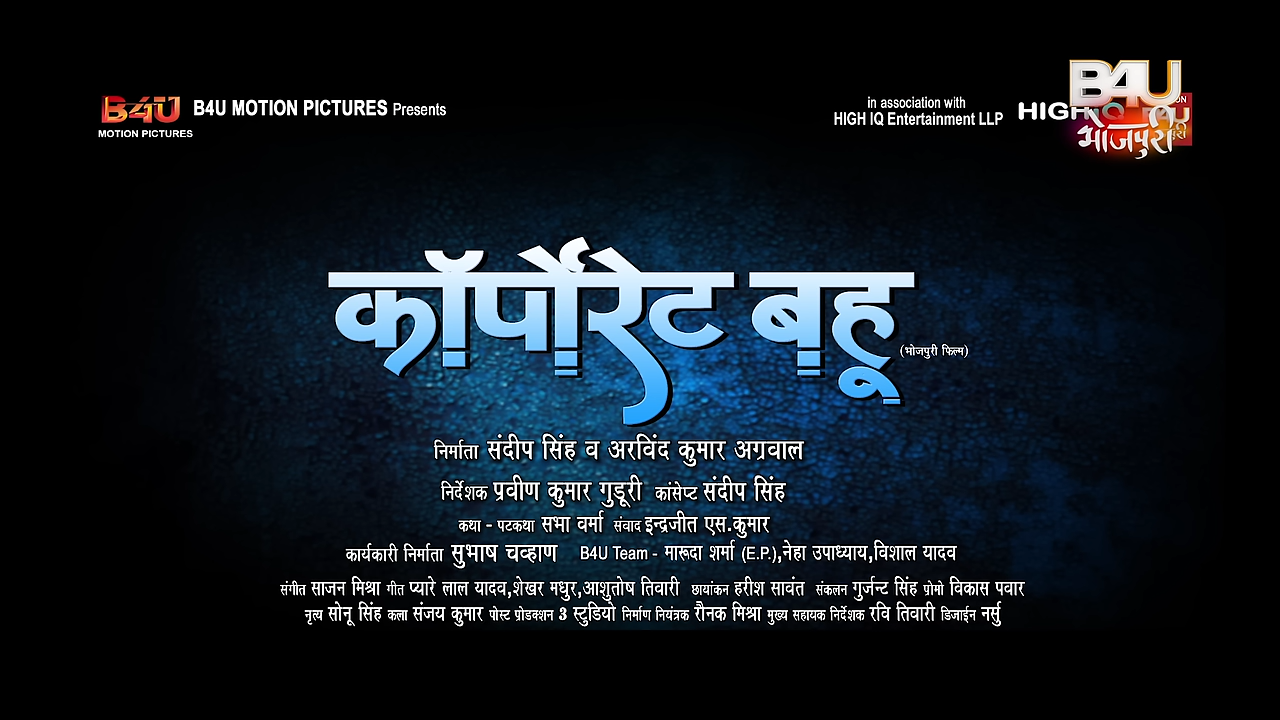 B4U MOTION PICTURES
B4U MOTION PICTURES Presents
in association with
HIGH IQ Entertainment LLP
HIGH IQ
B4U
भोजपुरी
कॉर्पोरेट बहू
(भोजपुरी फिल्म)
निर्माता संदीप सिंह व अरविंद कुमार अग्रवाल
निर्देशक प्रवीण कुमार गुडूरी कांसेप्ट संदीप सिंह
कथा - पटकथा सभा वर्मा संवाद इन्द्रजीत एस.कुमार
कार्यकारी निर्माता सुभाष चव्हाण B4U Team - मारूदा शर्मा (E.P.),नेहा उपाध्याय,विशाल यादव
संगीत साजन मिश्रा गीत प्यारे लाल यादव,शेखर मधुर,आशुतोष तिवारी छायांकन हरीश सावंत संकलन गुर्जन्ट सिंह प्रोमो विकास पवार
नृत्य सोनू सिंह कला संजय कुमार पोस्ट प्रोडक्शन 3 स्टुडियो निर्माण नियंत्रक रौनक मिश्रा मुख्य सहायक निर्देशक रवि तिवारी डिजाईन नर्सु